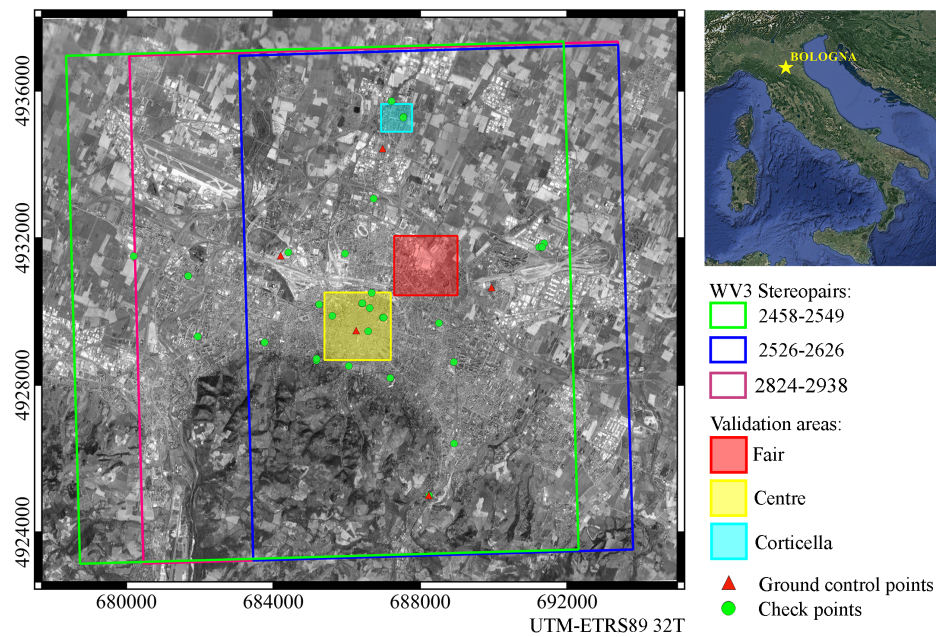 4936000
4932000
4928000
4924000
680000 684000 688000 692000
UTM-ETRS89 32T
BOLOGNA
WV3 Stereopairs:
2458-2549
2526-2626
2824-2938
Validation areas:
Fair
Centre
Corticella
Ground control points
Check points